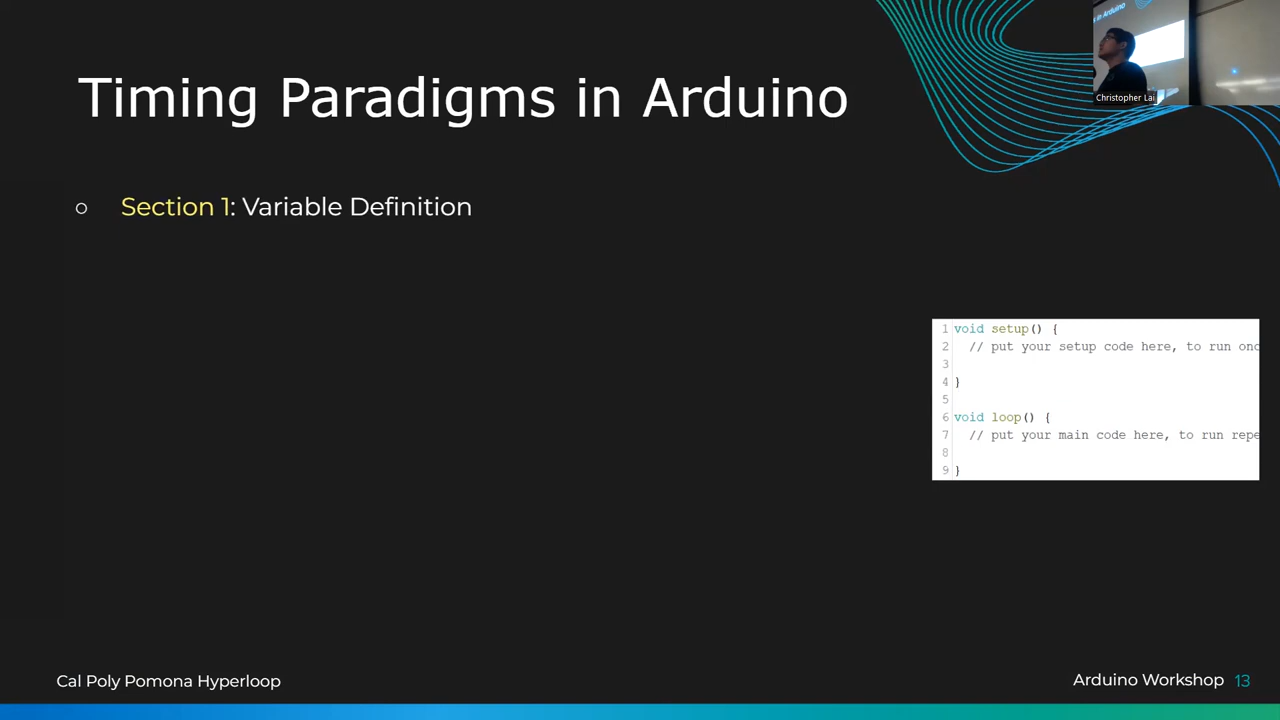 Timing Paradigms in Arduino
Christopher Lai
Section 1: Variable Definition
1 void setup() {
2 // put your setup code here, to run onc
3
4 }
5
6 void loop() {
7 // put your main code here, to run repe
8
9 }
Cal Poly Pomona Hyperloop
Arduino Workshop 13